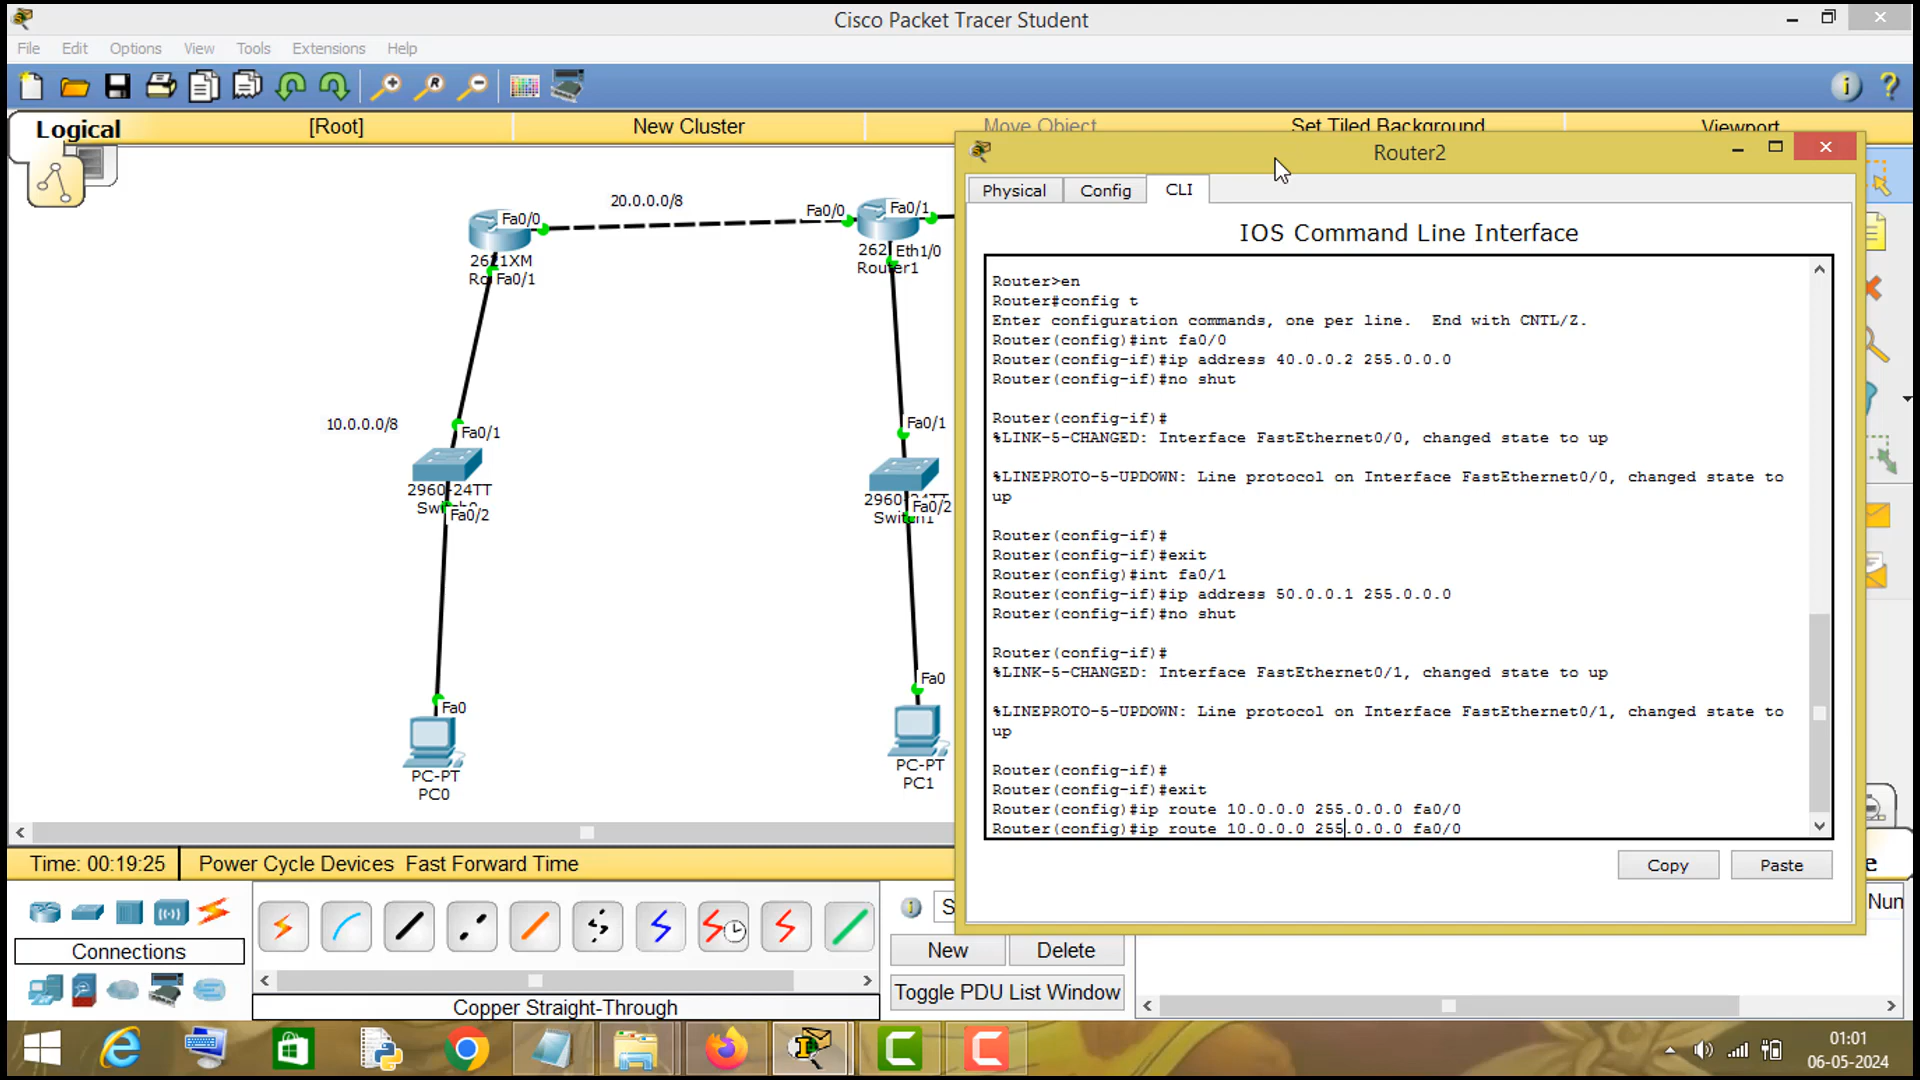 Cisco Packet Tracer Student
File Edit Options View Tools Extensions Help
Logical [Root] New Cluster Move Object Set Tiled Background Viewport
Router2
Physical Config CLI
IOS Command Line Interface
Router>en
Router#config t
Enter configuration commands, one per line.  End with CNTL/Z.
Router(config)#int fa0/0
Router(config-if)#ip address 40.0.0.2 255.0.0.0
Router(config-if)#no shut
Router(config-if)#
%LINK-5-CHANGED: Interface FastEthernet0/0, changed state to up
%LINEPROTO-5-UPDOWN: Line protocol on Interface FastEthernet0/0, changed state to
up
Router(config-if)#
Router(config-if)#exit
Router(config)#int fa0/1
Router(config-if)#ip address 50.0.0.1 255.0.0.0
Router(config-if)#no shut
Router(config-if)#
%LINK-5-CHANGED: Interface FastEthernet0/1, changed state to up
%LINEPROTO-5-UPDOWN: Line protocol on Interface FastEthernet0/1, changed state to
up
Router(config-if)#
Router(config-if)#exit
Router(config)#ip route 10.0.0.0 255.0.0.0 fa0/0
Router(config)#ip route 10.0.0.0 255.0.0.0 fa0/0
Copy Paste
20.0.0.0/8
Fa0/0
2621XM
Fa0/1
Fa0/0
Fa0/1
262
Eth1/0
Router1
10.0.0.0/8
Fa0/1
2960-24TT
Fa0/2
Fa0
PC-PT
PC0
Fa0/1
2960-24TT
Fa0/2
Switch1
Fa0
PC-PT
PC1
Time: 00:19:25 Power Cycle Devices Fast Forward Time
Connections
Copper Straight-Through
New Delete
Toggle PDU List Window
01:01
06-05-2024